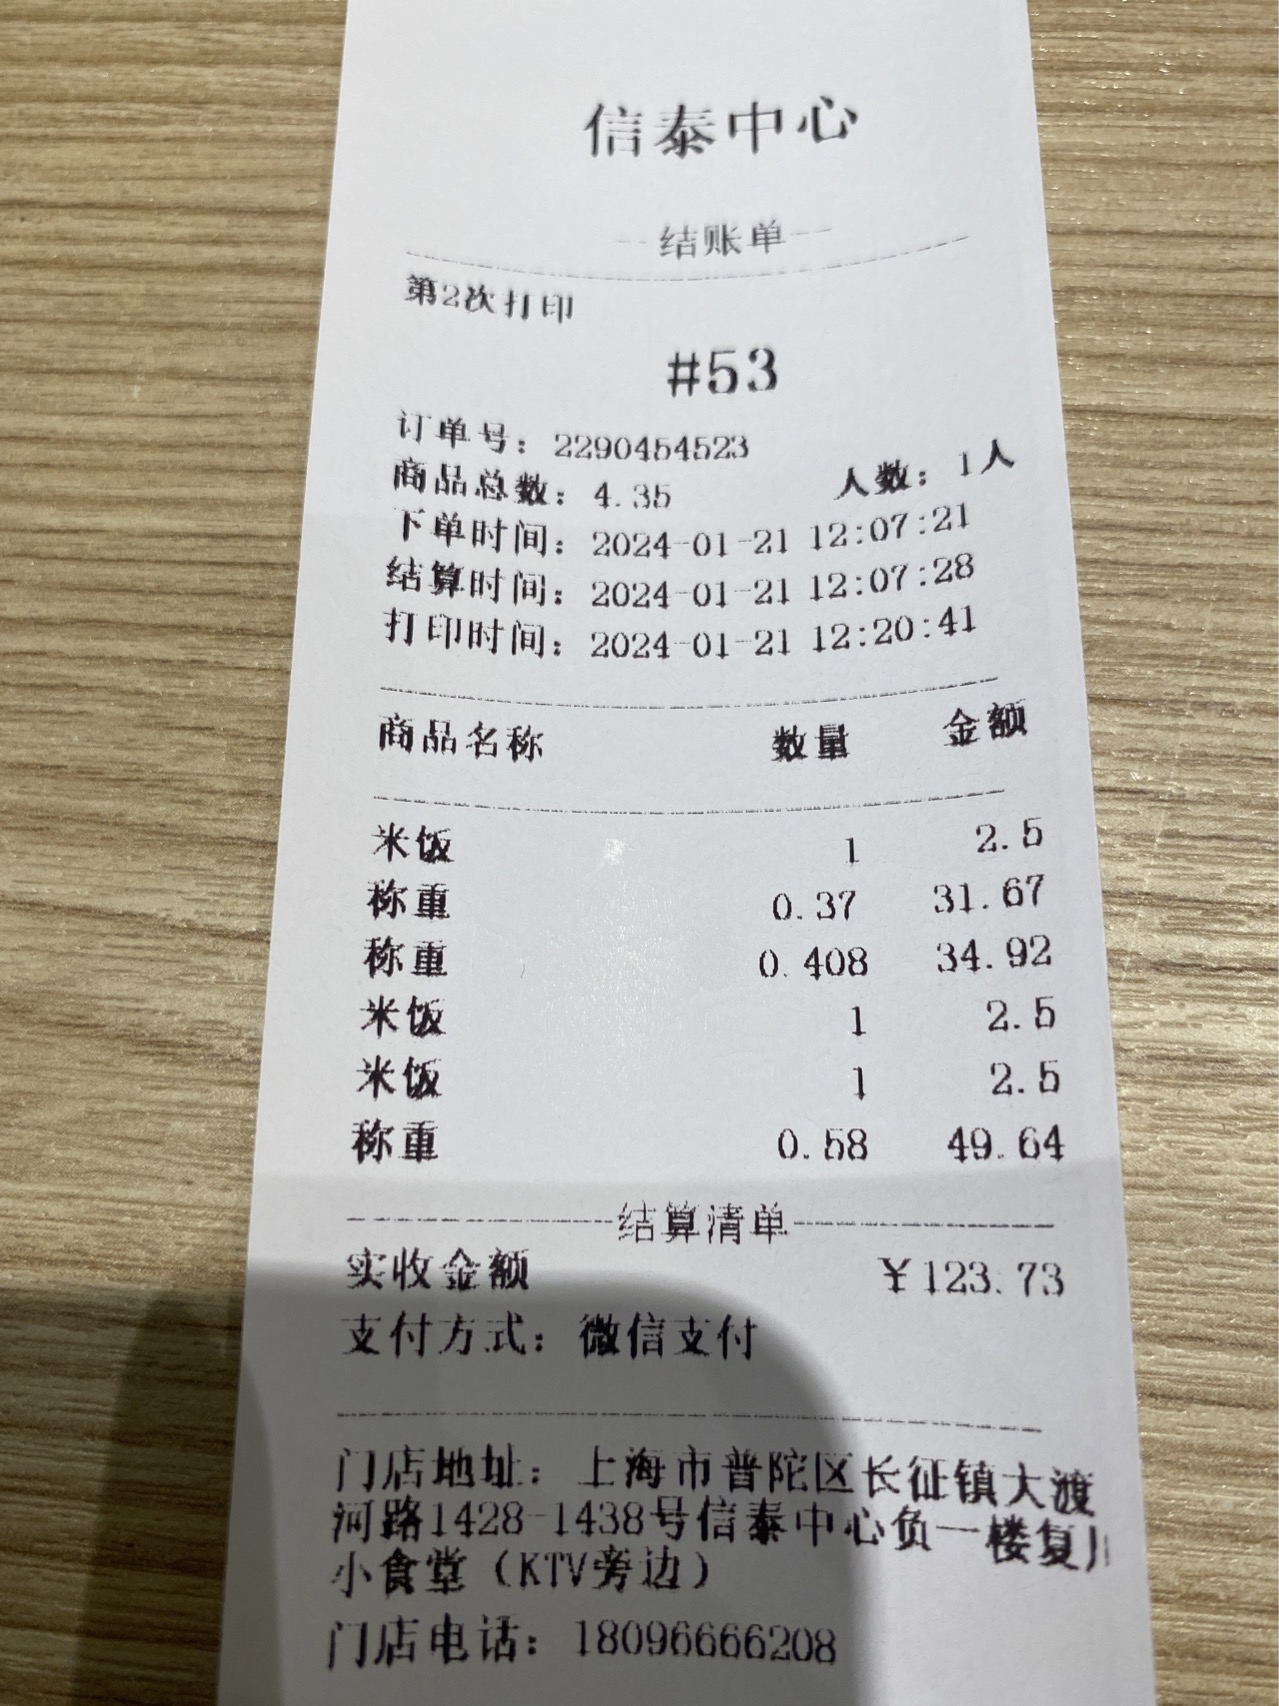 信泰中心
--结账单--
第2次打印
#53
订单号：2290454523
商品总数：4.35 人数：1人
下单时间：2024-01-21 12:07:21
结算时间：2024-01-21 12:07:28
打印时间：2024-01-21 12:20:41
商品名称 数量 金额
米饭 1 2.5
称重 0.37 31.67
称重 0.408 34.92
米饭 1 2.5
米饭 1 2.5
称重 0.58 49.64
结算清单
实收金额 ¥123.73
支付方式：微信支付
门店地址：上海市普陀区长征镇大渡
河路1428-1438号信泰中心负一楼复川
小食堂（KTV旁边）
门店电话：18096666208